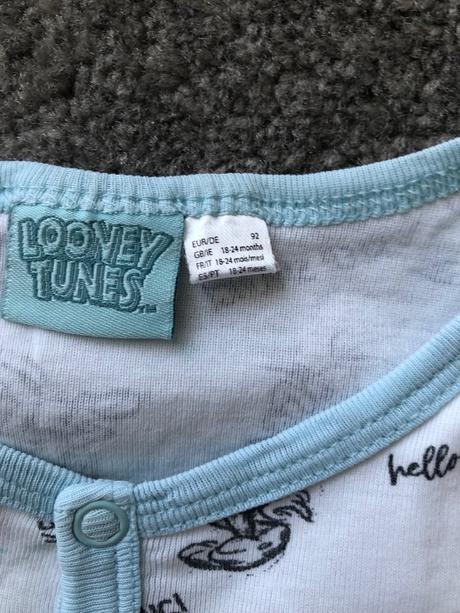 LOONEY
TUNES™
EUR/DE 92
GB/IE 18-24 months
FR/IT 18-24 mois/mesi
ES/PT 18-24 meses
hello